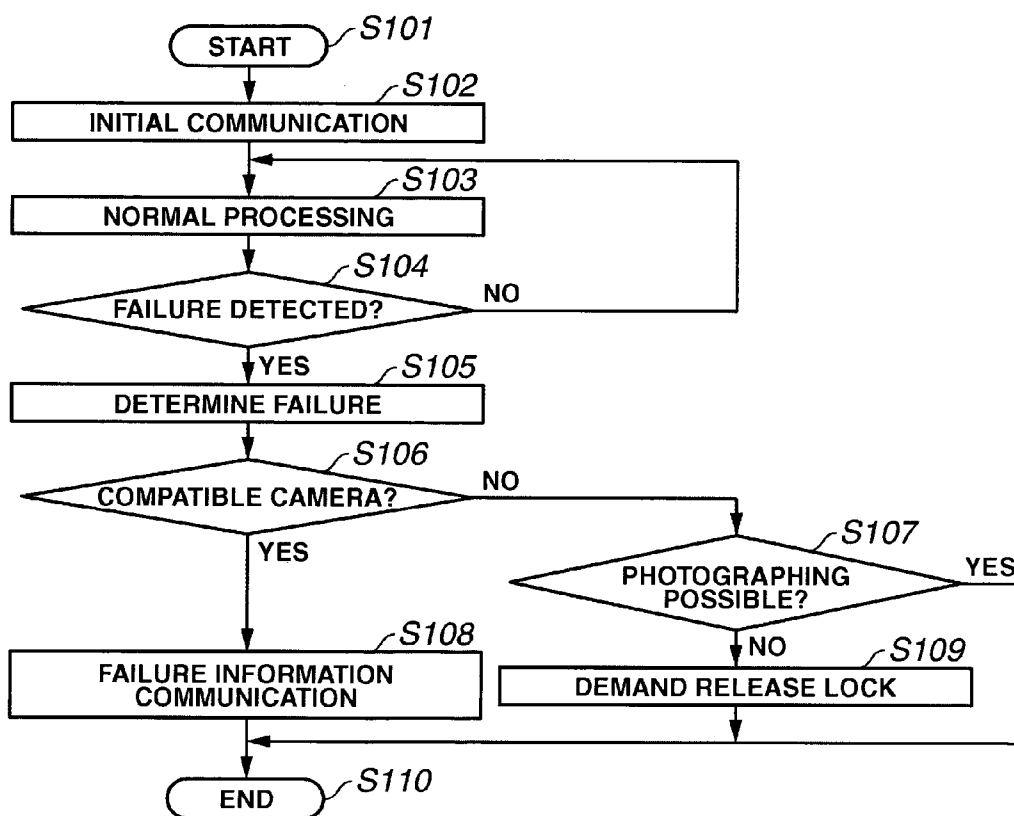 S101
START
S102
INITIAL COMMUNICATION
S103
NORMAL PROCESSING
S104
FAILURE DETECTED?
NO
YES
S105
DETERMINE FAILURE
S106
COMPATIBLE CAMERA?
NO
YES
S107
PHOTOGRAPHING
POSSIBLE?
YES
NO
S108
FAILURE INFORMATION
COMMUNICATION
S109
DEMAND RELEASE LOCK
S110
END